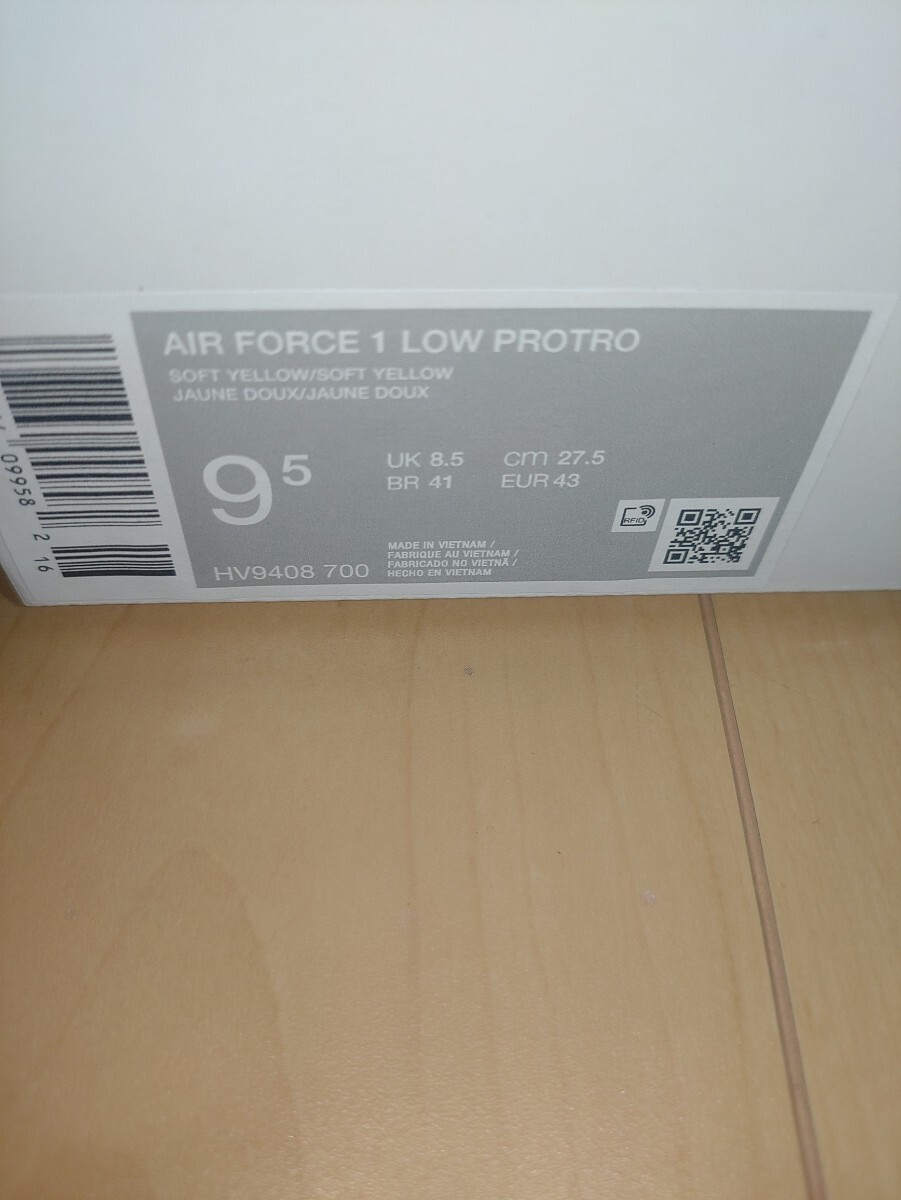 AIR FORCE 1 LOW PROTRO
SOFT YELLOW/SOFT YELLOW
JAUNE DOUX/JAUNE DOUX
9 5
UK 8.5 cm 27.5
BR 41 EUR 43
RFID
MADE IN VIETNAM /
FABRIQUE AU VIETNAM /
FABRICADO NO VIETNÃ /
HECHO EN VIETNAM
HV9408 700
09958 2 16